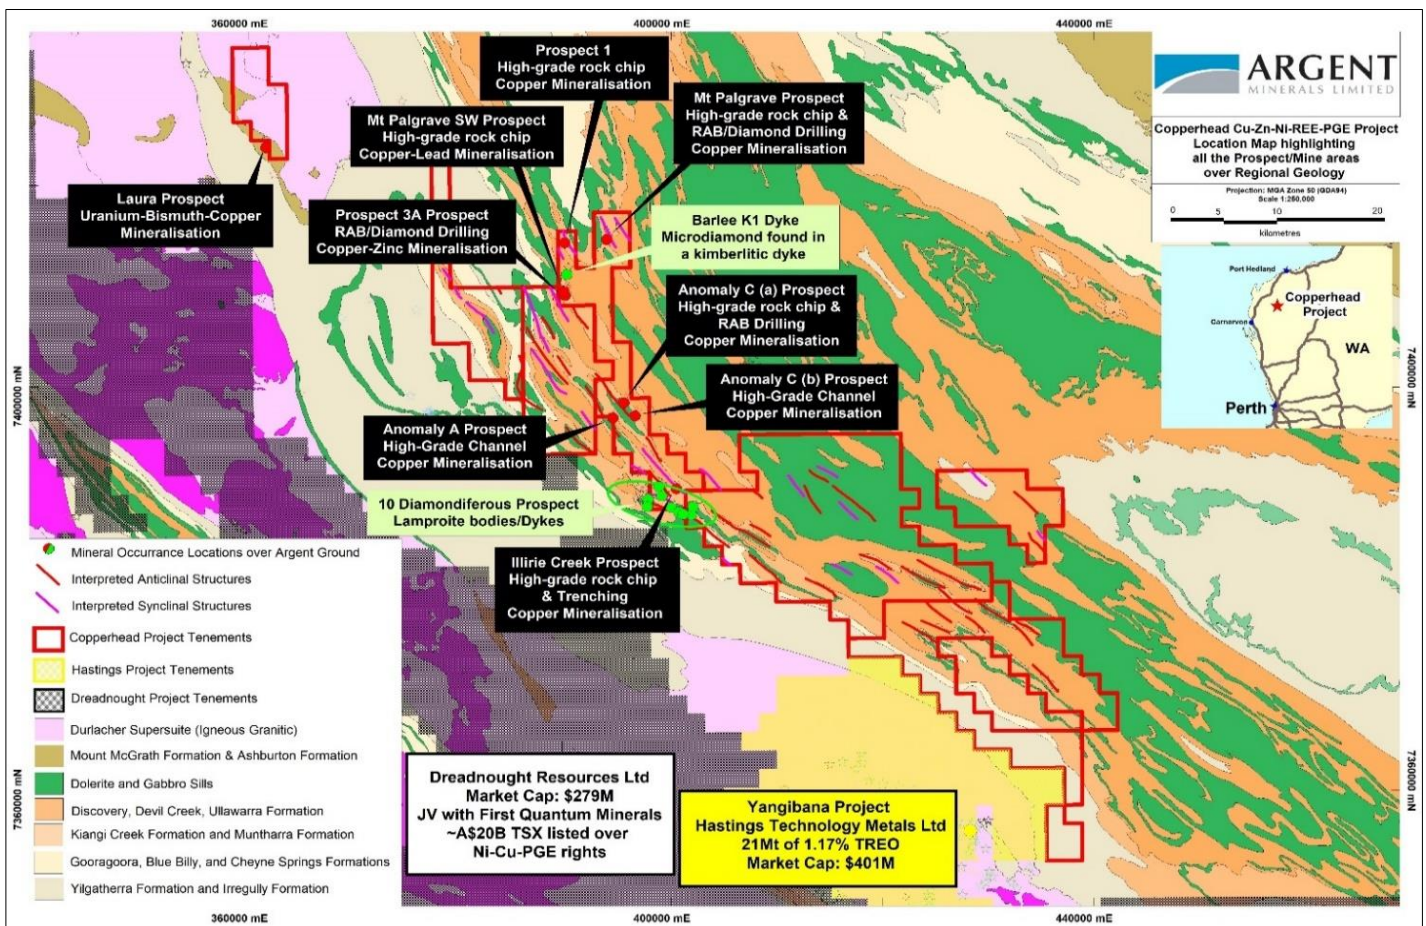 360000 mE
400000 mE
440000 mE
ARGENT
MINERALS LIMITED
Copperhead Cu-Zn-Ni-REE-PGE Project
Location Map highlighting
all the Prospect/Mine areas
over Regional Geology
Projection: MGA Zone 50 (GDA94)
Scale 1:250,000
0 5 10 20
kilometres
Port Hedland
Copperhead
Project
Carnarvon
WA
Perth
Prospect 1
High-grade rock chip
Copper Mineralisation
Mt Palgrave Prospect
High-grade rock chip &
RAB/Diamond Drilling
Copper Mineralisation
Mt Palgrave SW Prospect
High-grade rock chip
Copper-Lead Mineralisation
Laura Prospect
Uranium-Bismuth-Copper
Mineralisation
Prospect 3A Prospect
RAB/Diamond Drilling
Copper-Zinc Mineralisation
Barlee K1 Dyke
Microdiamond found in
a kimberlitic dyke
Anomaly C (a) Prospect
High-grade rock chip &
RAB Drilling
Copper Mineralisation
Anomaly C (b) Prospect
High-Grade Channel
Copper Mineralisation
Anomaly A Prospect
High-Grade Channel
Copper Mineralisation
10 Diamondiferous Prospect
Lamproite bodies/Dykes
Illirie Creek Prospect
High-grade rock chip
& Trenching
Copper Mineralisation
7400000 mN
7400000 mN
7360000 mN
7360000 mN
Mineral Occurrance Locations over Argent Ground
Interpreted Anticlinal Structures
Interpreted Synclinal Structures
Copperhead Project Tenements
Hastings Project Tenements
Dreadnought Project Tenements
Durlacher Supersuite (Igneous Granitic)
Mount McGrath Formation & Ashburton Formation
Dolerite and Gabbro Sills
Discovery, Devil Creek, Ullawarra Formation
Kiangi Creek Formation and Muntharra Formation
Gooragoora, Blue Billy, and Cheyne Springs Formations
Yilgatherra Formation and Irregully Formation
Dreadnought Resources Ltd
Market Cap: $279M
JV with First Quantum Minerals
~A$20B TSX listed over
Ni-Cu-PGE rights
Yangibana Project
Hastings Technology Metals Ltd
21Mt of 1.17% TREO
Market Cap: $401M
360000 mE
400000 mE
440000 mE